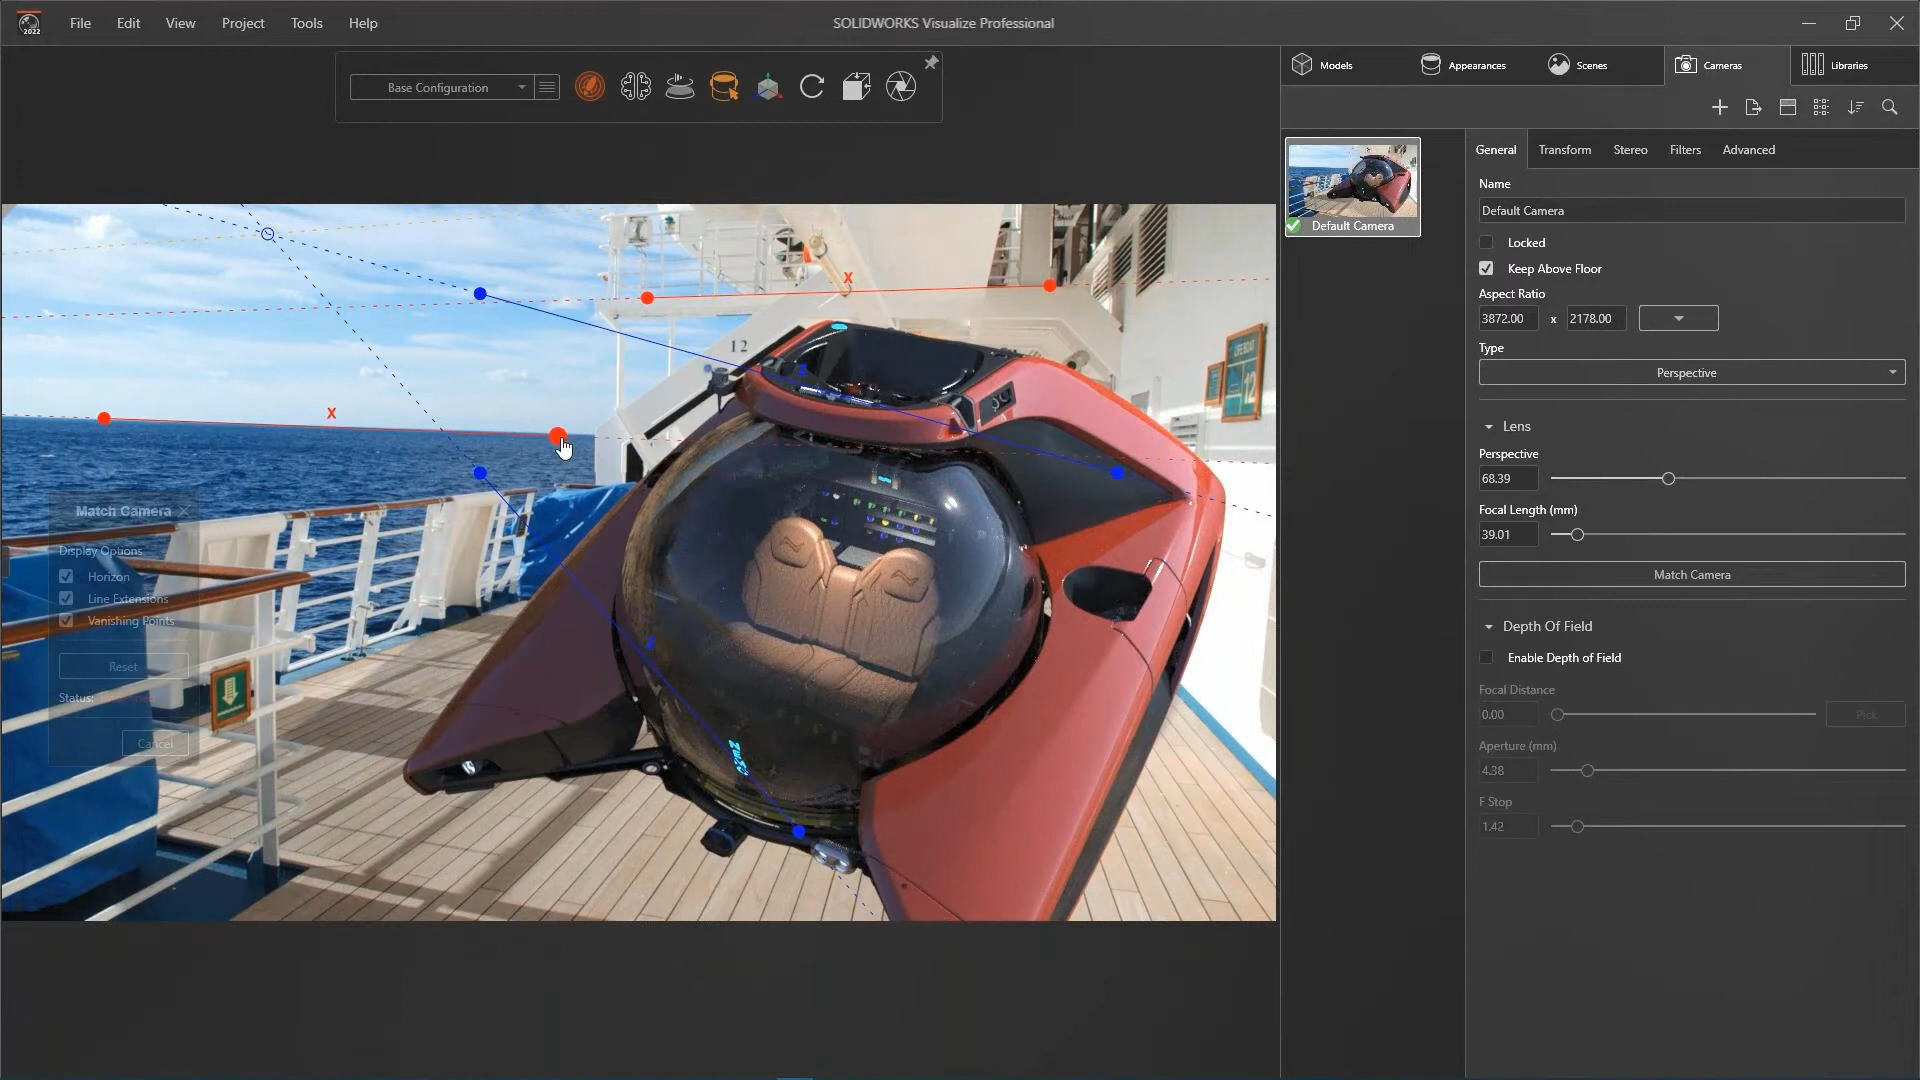 2022
File Edit View Project Tools Help
SOLIDWORKS Visualize Professional
Base Configuration
Models
Appearances
Scenes
Cameras
Libraries
Default Camera
General Transform Stereo Filters Advanced
Name
Default Camera
Locked
Keep Above Floor
Aspect Ratio
3872.00 x 2178.00
Type
Perspective
Lens
Perspective
68.39
Focal Length (mm)
39.01
Match Camera
Depth Of Field
Enable Depth of Field
Focal Distance
0.00
Pick
Aperture (mm)
4.38
F Stop
1.42
X
X
Z
Z
12
LIFE BOAT
12
Match Camera
Display Options
Horizon
Line Extensions
Vanishing Points
Reset
Status:
Cancel